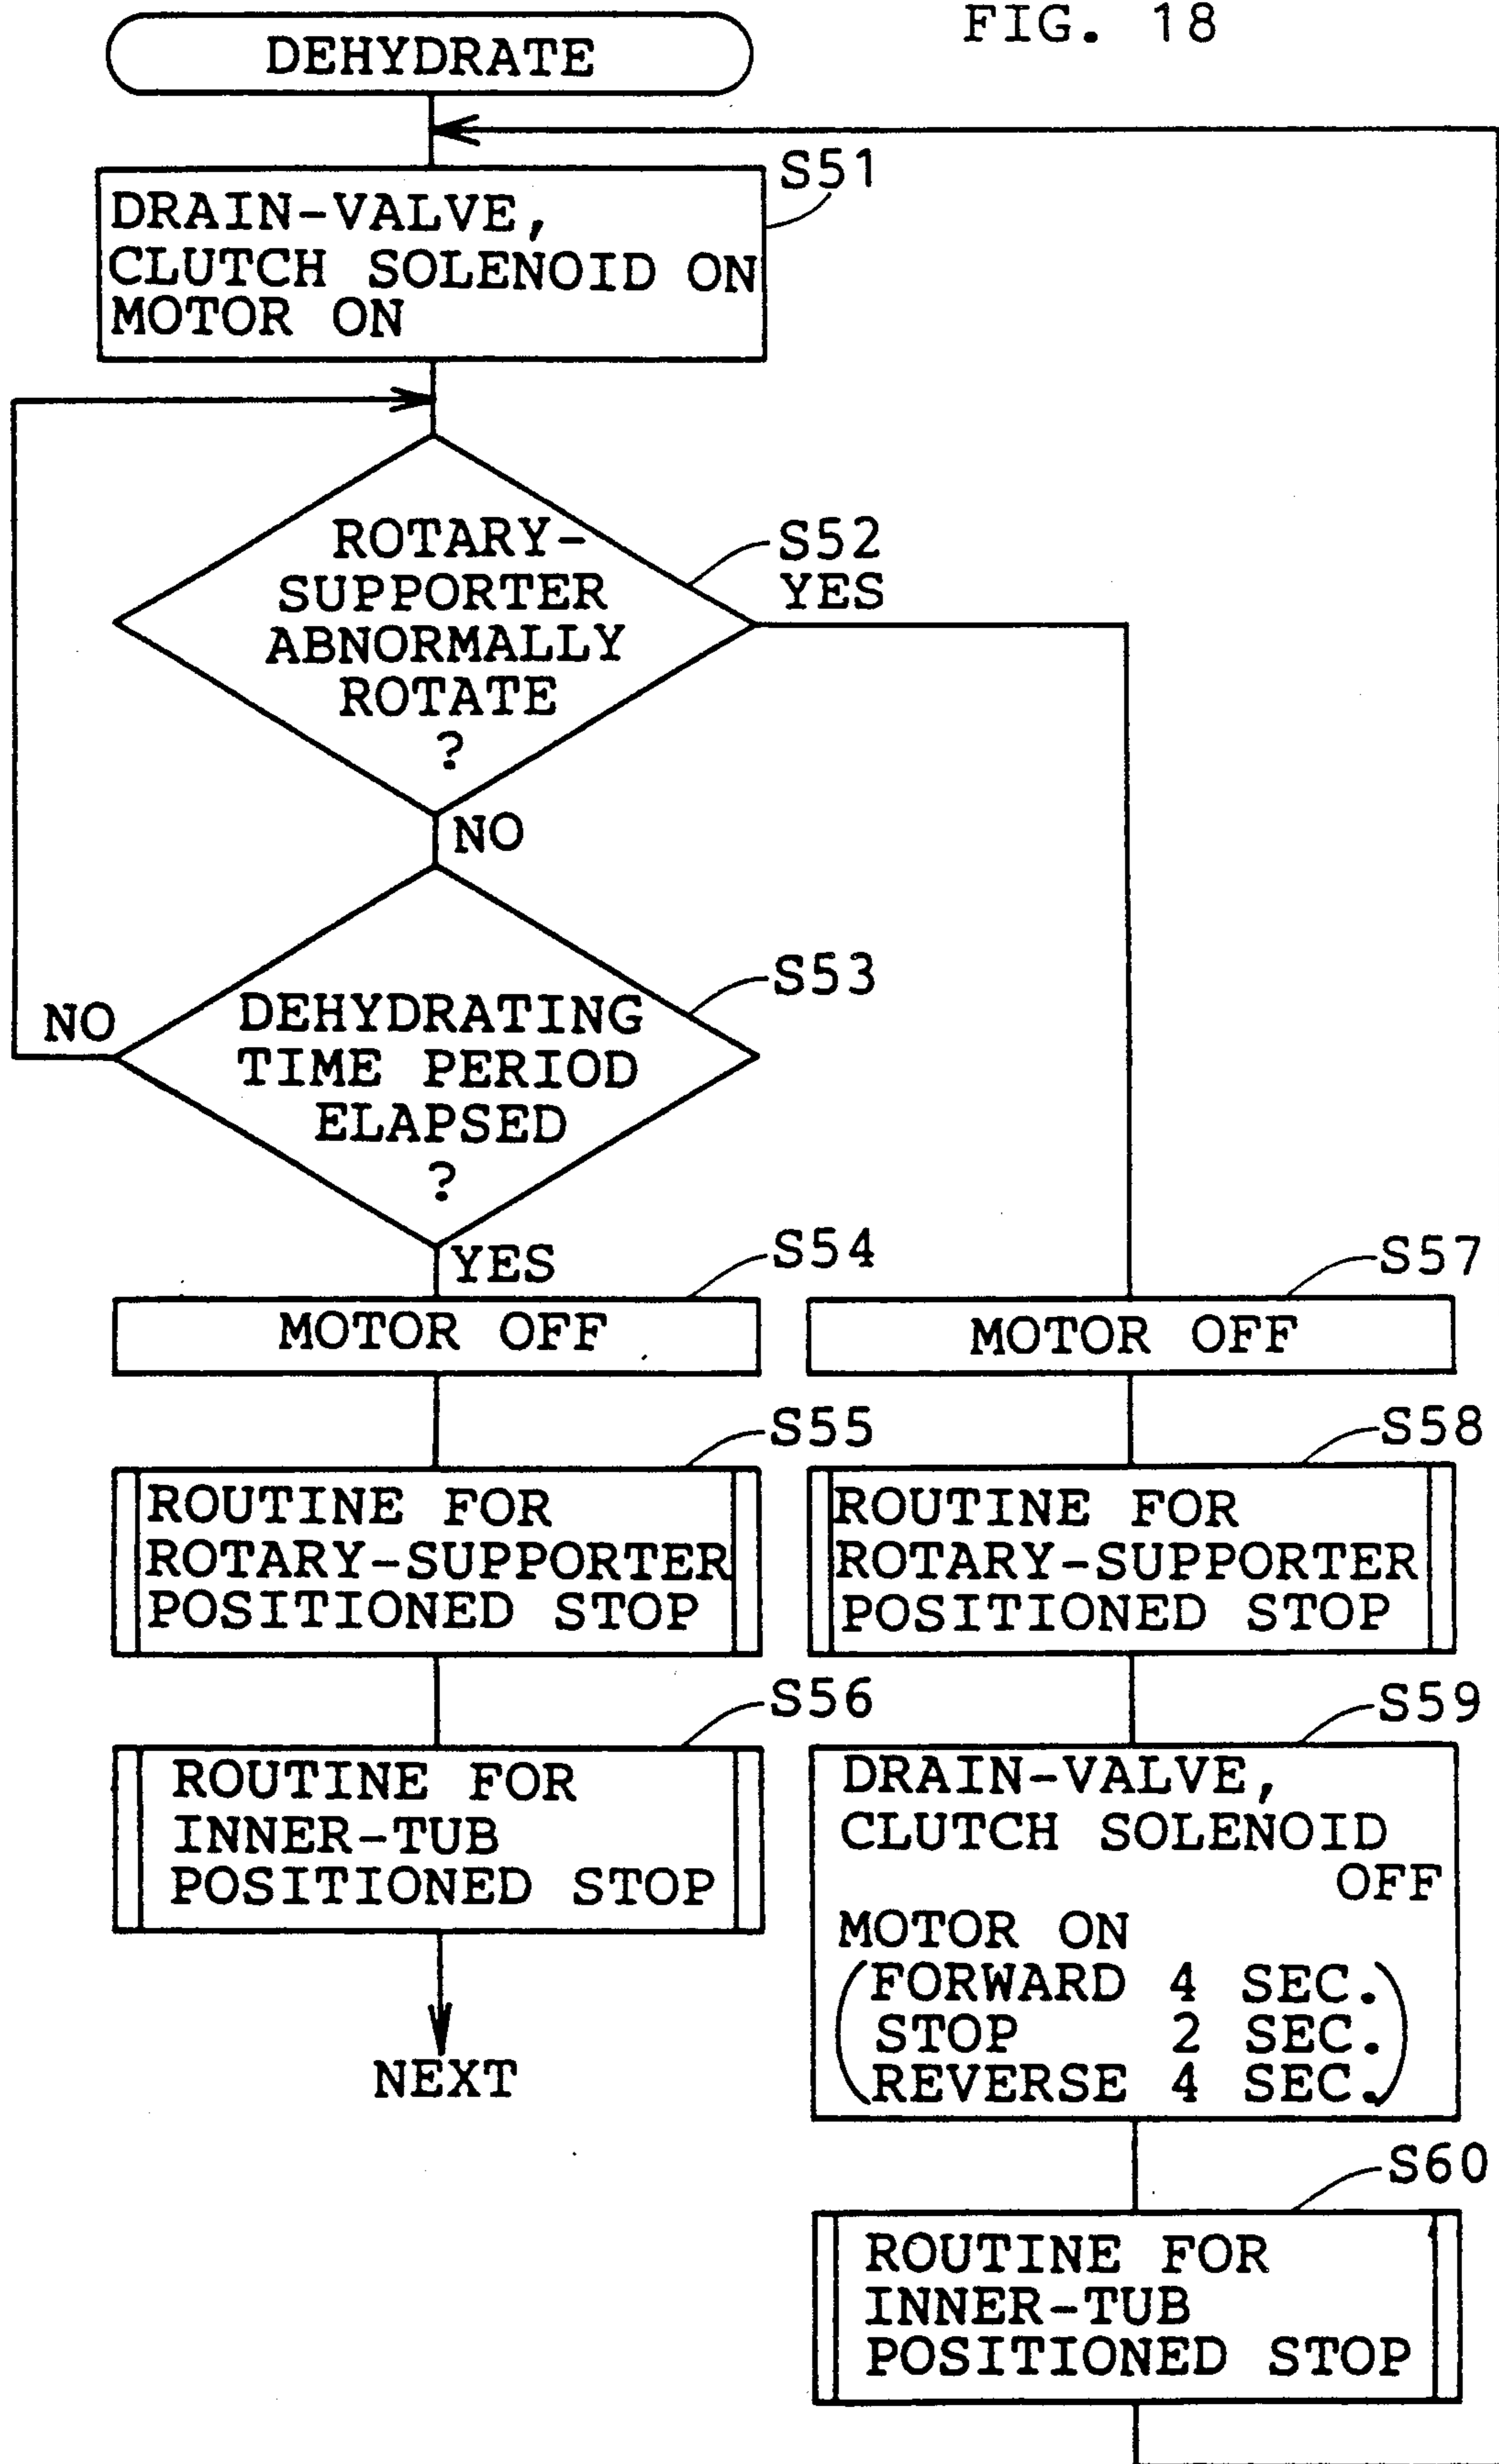 FIG. 18
DEHYDRATE
S51
DRAIN-VALVE,
CLUTCH SOLENOID ON
MOTOR ON
S52
YES
ROTARY-
SUPPORTER
ABNORMALLY
ROTATE
?
NO
S53
NO
DEHYDRATING
TIME PERIOD
ELAPSED
?
YES
S54
MOTOR OFF
S55
ROUTINE FOR
ROTARY-SUPPORTER
POSITIONED STOP
S56
ROUTINE FOR
INNER-TUB
POSITIONED STOP
NEXT
S57
MOTOR OFF
S58
ROUTINE FOR
ROTARY-SUPPORTER
POSITIONED STOP
S59
DRAIN-VALVE,
CLUTCH SOLENOID
OFF
MOTOR ON
(FORWARD 4 SEC.
STOP 2 SEC.
REVERSE 4 SEC.)
S60
ROUTINE FOR
INNER-TUB
POSITIONED STOP